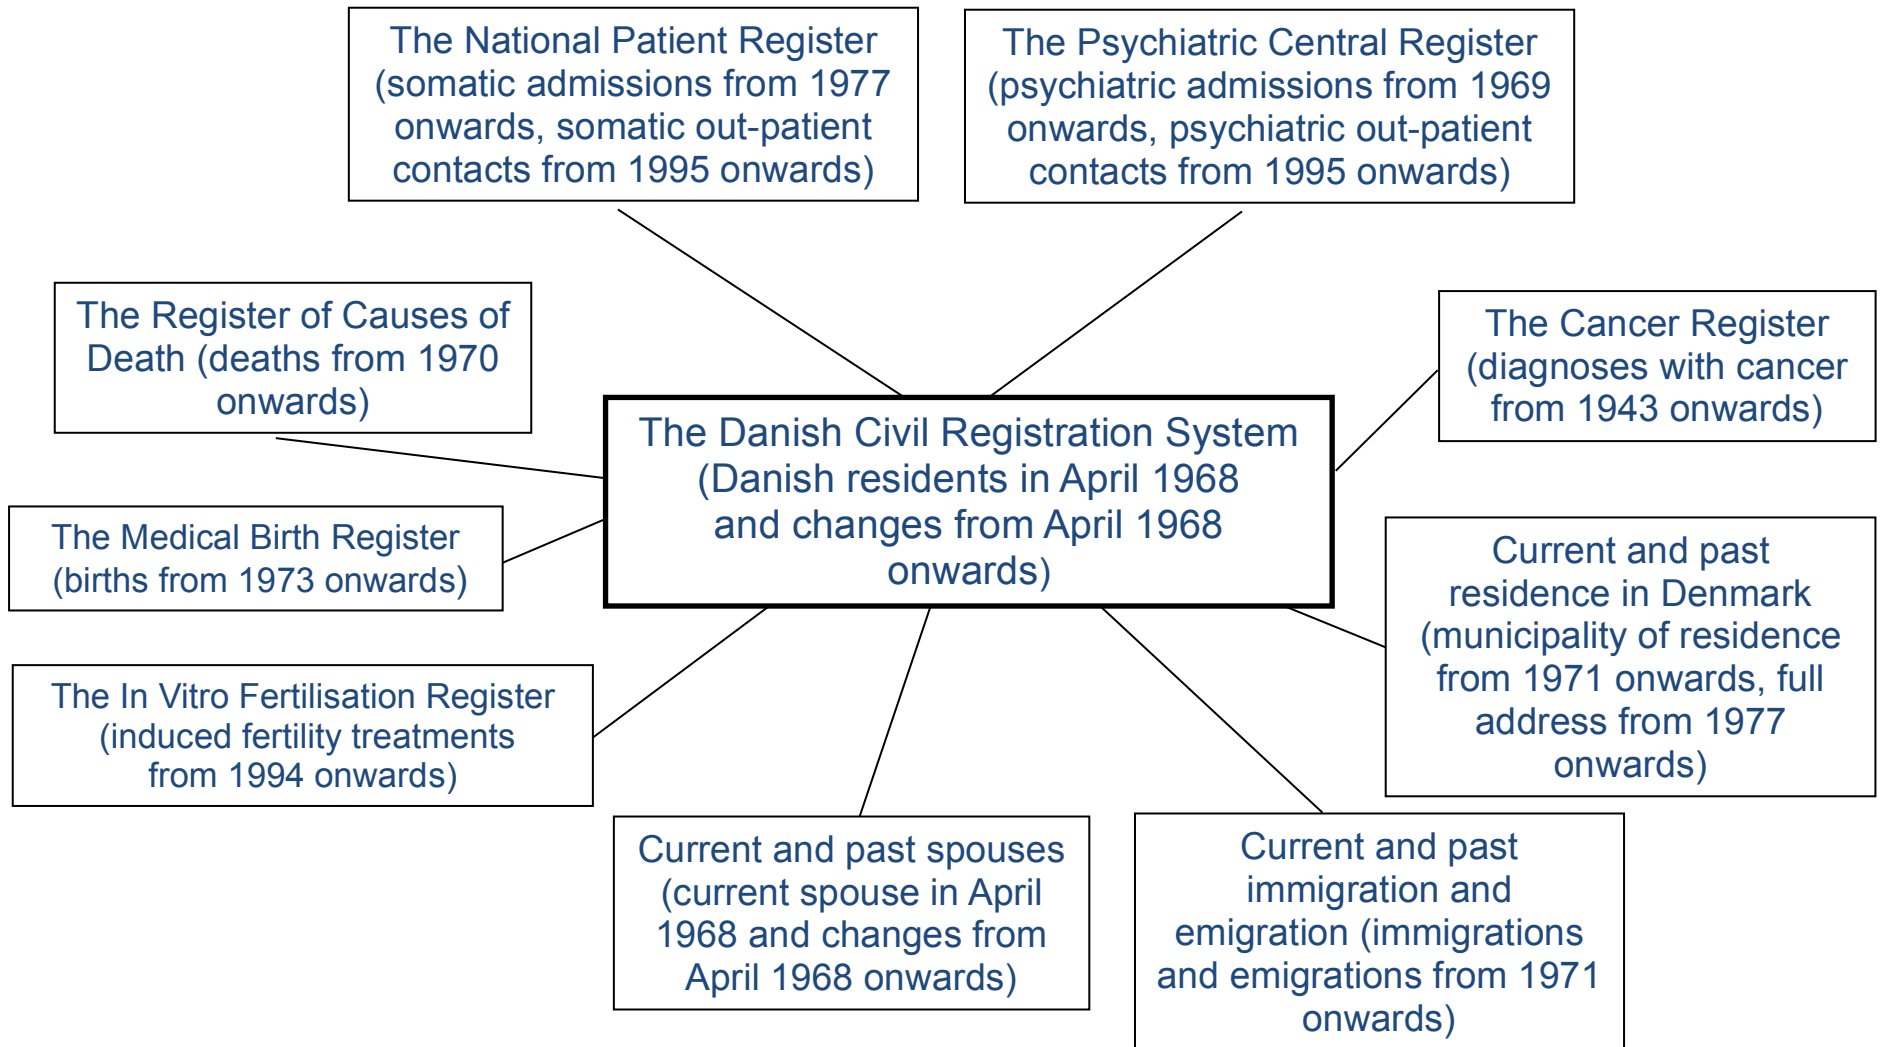 The National Patient Register
(somatic admissions from 1977
onwards, somatic out-patient
contacts from 1995 onwards)
The Psychiatric Central Register
(psychiatric admissions from 1969
onwards, psychiatric out-patient
contacts from 1995 onwards)
The Register of Causes of
Death (deaths from 1970
onwards)
The Cancer Register
(diagnoses with cancer
from 1943 onwards)
The Danish Civil Registration System
(Danish residents in April 1968
and changes from April 1968
onwards)
The Medical Birth Register
(births from 1973 onwards)
Current and past
residence in Denmark
(municipality of residence
from 1971 onwards, full
address from 1977
onwards)
The In Vitro Fertilisation Register
(induced fertility treatments
from 1994 onwards)
Current and past spouses
(current spouse in April
1968 and changes from
April 1968 onwards)
Current and past
immigration and
emigration (immigrations
and emigrations from 1971
onwards)